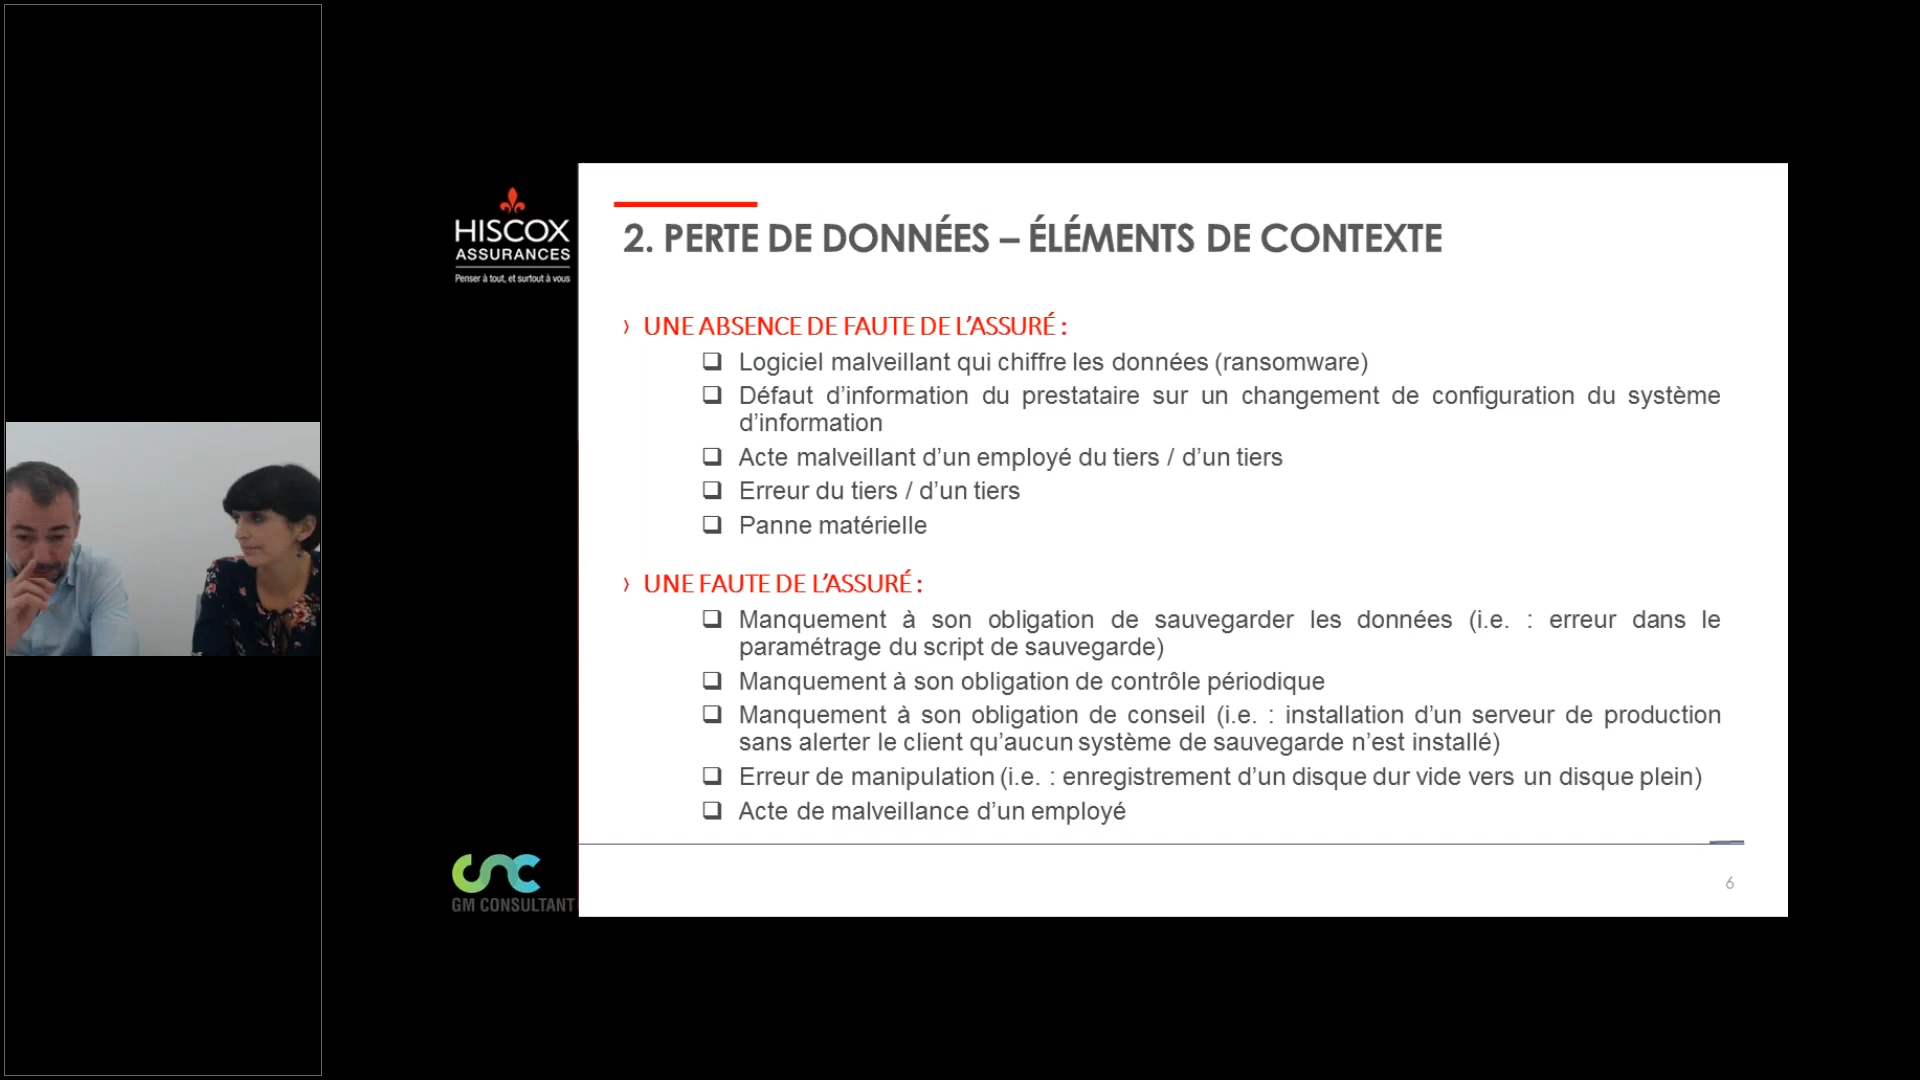 HISCOX
ASSURANCES
Penser à tout, et surtout à vous
2. PERTE DE DONNÉES – ÉLÉMENTS DE CONTEXTE
› UNE ABSENCE DE FAUTE DE L’ASSURÉ :
❑ Logiciel malveillant qui chiffre les données (ransomware)
❑ Défaut d’information du prestataire sur un changement de configuration du système
d’information
❑ Acte malveillant d’un employé du tiers / d’un tiers
❑ Erreur du tiers / d’un tiers
❑ Panne matérielle
› UNE FAUTE DE L’ASSURÉ :
❑ Manquement à son obligation de sauvegarder les données (i.e. : erreur dans le
paramétrage du script de sauvegarde)
❑ Manquement à son obligation de contrôle périodique
❑ Manquement à son obligation de conseil (i.e. : installation d’un serveur de production
sans alerter le client qu’aucun système de sauvegarde n’est installé)
❑ Erreur de manipulation (i.e. : enregistrement d’un disque dur vide vers un disque plein)
❑ Acte de malveillance d’un employé
GM CONSULTANT
6